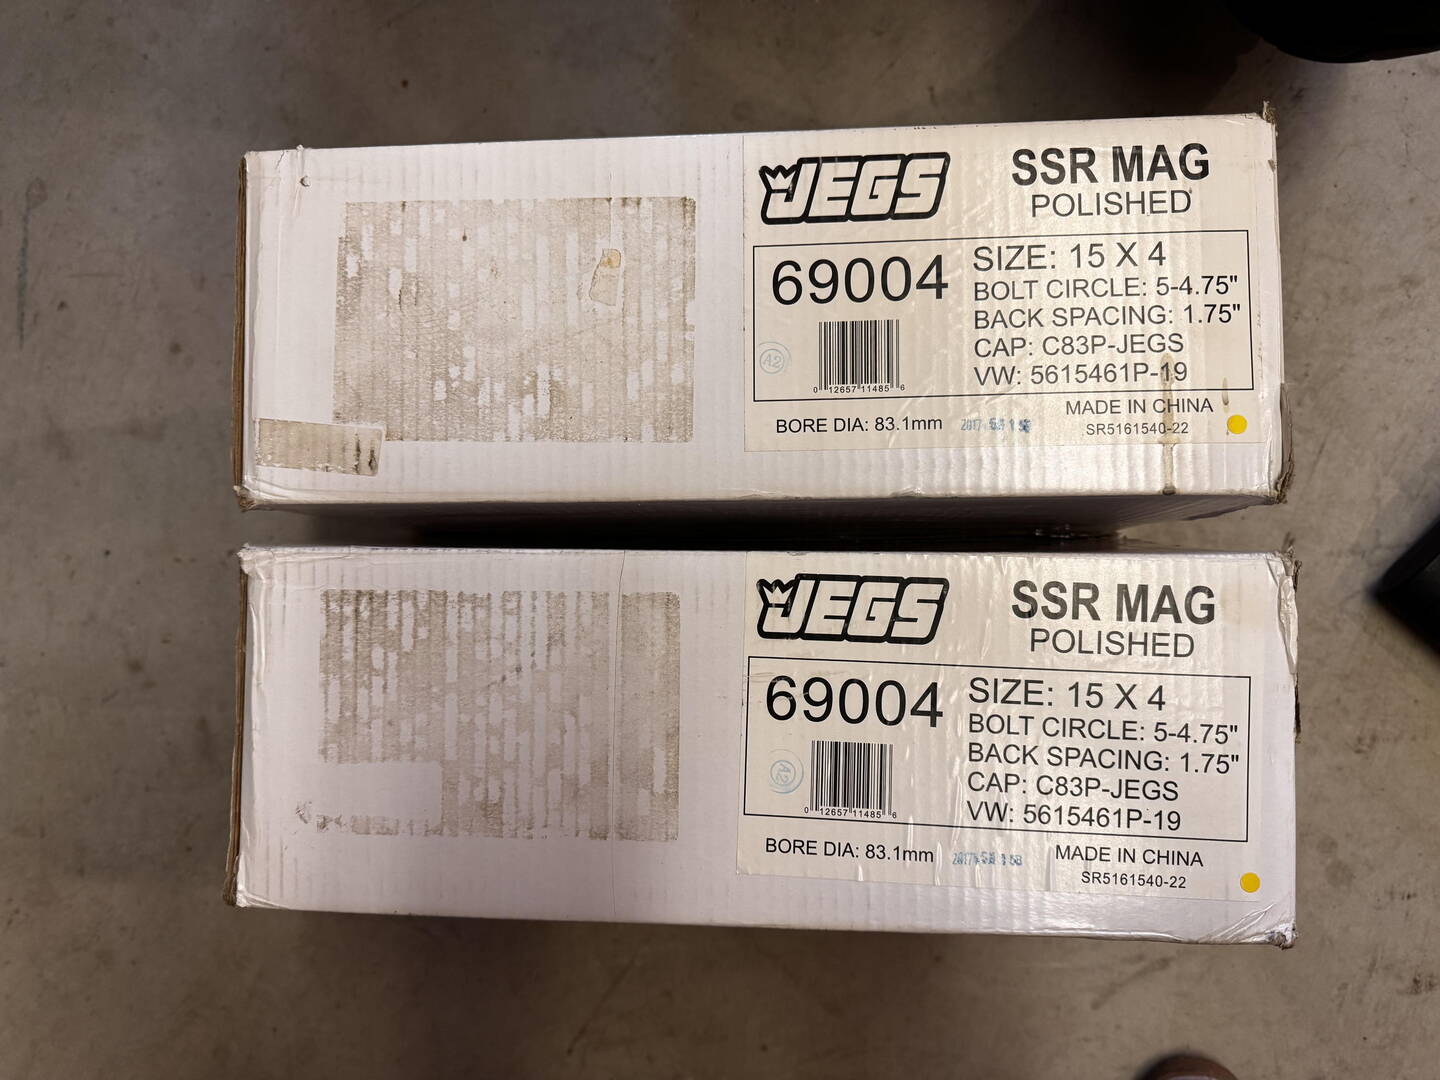 JEGS
SSR MAG
POLISHED
69004
SIZE: 15 X 4
BOLT CIRCLE: 5-4.75"
BACK SPACING: 1.75"
CAP: C83P-JEGS
VW: 5615461P-19
A2
0 12657 11485 6
BORE DIA: 83.1mm
MADE IN CHINA
SR5161540-22
JEGS
SSR MAG
POLISHED
69004
SIZE: 15 X 4
BOLT CIRCLE: 5-4.75"
BACK SPACING: 1.75"
CAP: C83P-JEGS
VW: 5615461P-19
A2
0 12657 11485 6
BORE DIA: 83.1mm
MADE IN CHINA
SR5161540-22